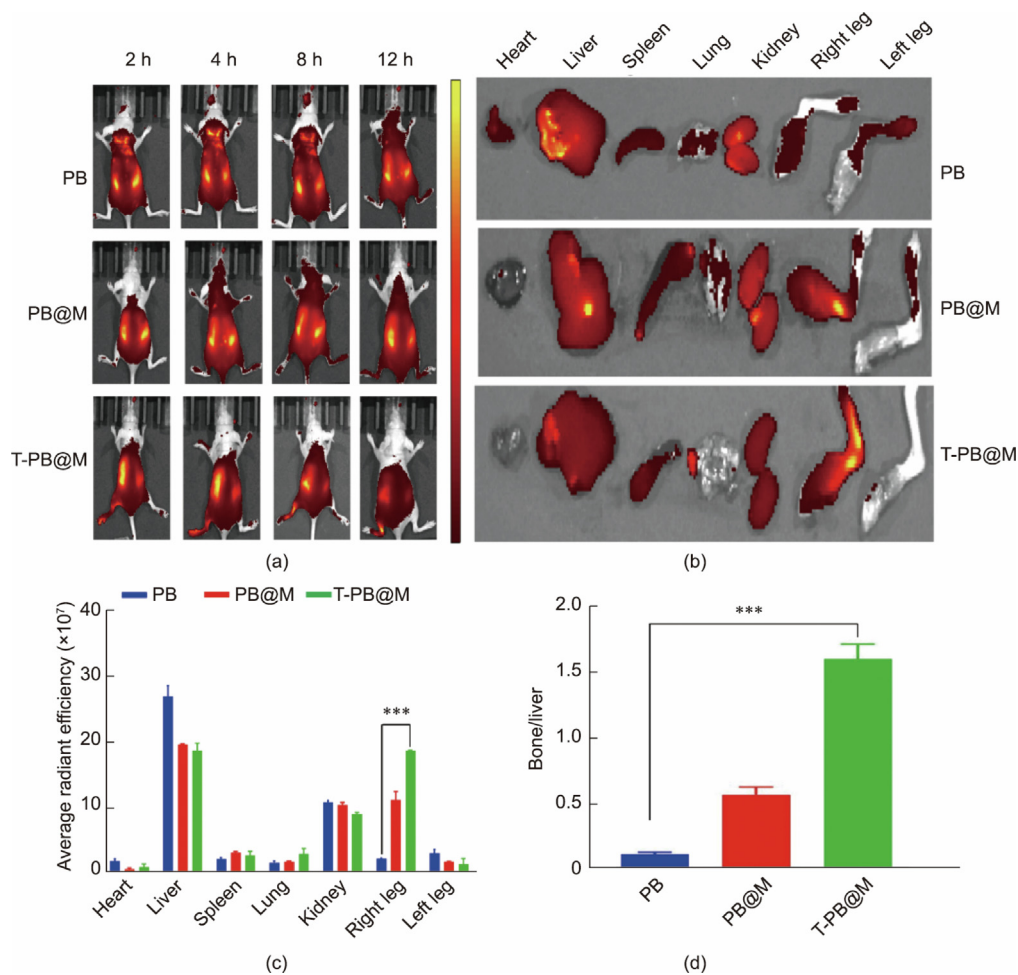 2 h 4 h 8 h 12 h
PB
PB@M
T-PB@M
(a)
Heart Liver Spleen Lung Kidney Right leg Left leg
PB
PB@M
T-PB@M
(b)
PB PB@M T-PB@M
Average radiant efficiency (×10⁷)
40
30
20
10
0
***
Heart Liver Spleen Lung Kidney Right leg Left leg
(c)
Bone/liver
2.0
1.5
1.0
0.5
0
***
PB PB@M T-PB@M
(d)